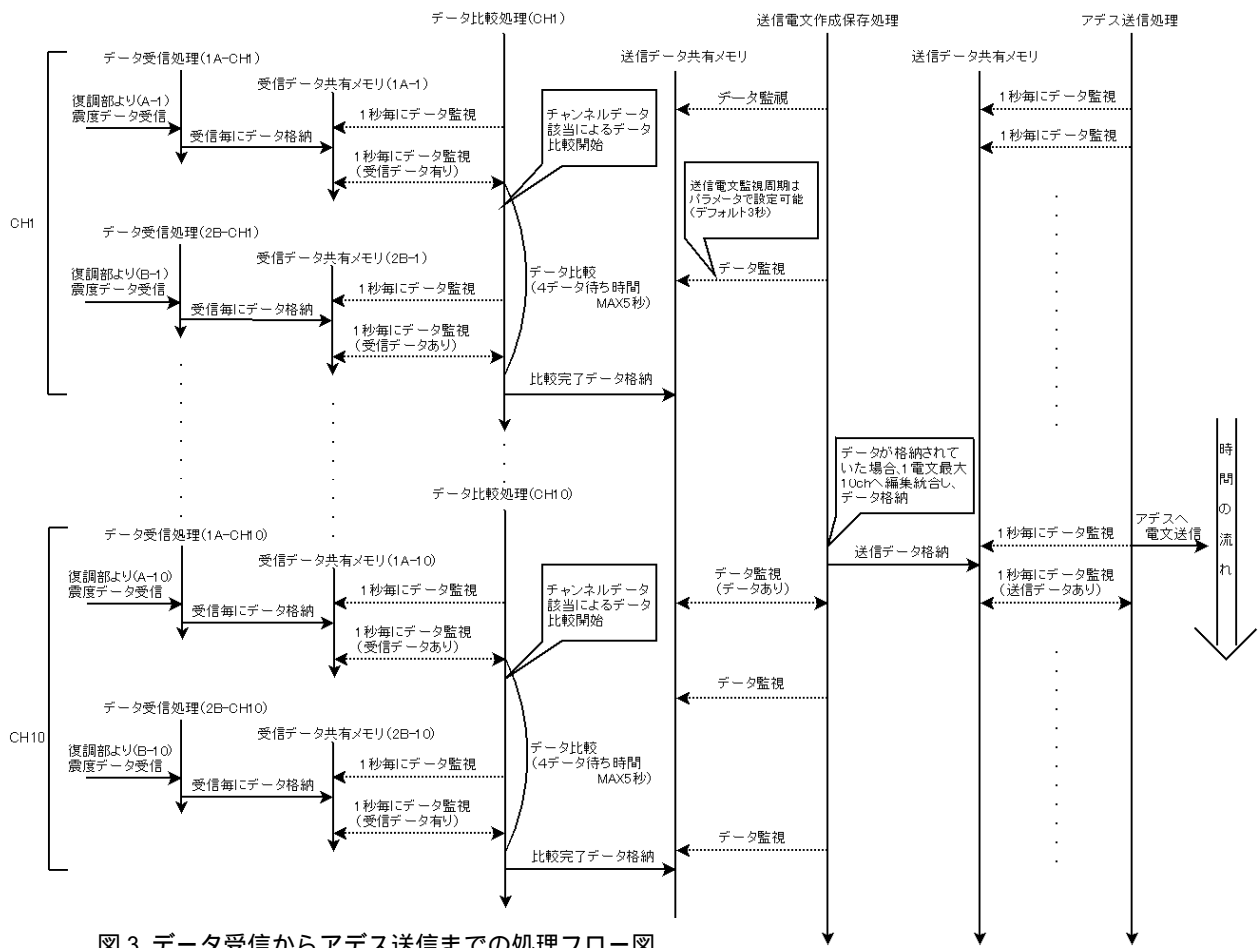 データ比較処理(CH1)
送信電文作成保存処理
アデス送信処理
データ受信処理(1A-CH1)
送信データ共有メモリ
送信データ共有メモリ
受信データ共有メモリ(1A-1)
復調部より(A-1)
震度データ受信
受信毎にデータ格納
1秒毎にデータ監視
1秒毎にデータ監視
(受信データ有り)
チャンネルデータ
該当によるデータ
比較開始
データ監視
1秒毎にデータ監視
1秒毎にデータ監視
送信電文監視周期は
パラメータで設定可能
(デフォルト3秒)
CH1
データ受信処理(2B-CH1)
受信データ共有メモリ(2B-1)
復調部より(B-1)
震度データ受信
受信毎にデータ格納
1秒毎にデータ監視
1秒毎にデータ監視
(受信データあり)
データ比較
(4データ待ち時間
MAX5秒)
データ監視
比較完了データ格納
データが格納されて
いた場合、1電文最大
10chへ編集統合し、
データ格納
時間の流れ
データ比較処理(CH10)
データ受信処理(1A-CH10)
受信データ共有メモリ(1A-10)
復調部より(A-10)
震度データ受信
受信毎にデータ格納
1秒毎にデータ監視
1秒毎にデータ監視
(受信データあり)
チャンネルデータ
該当によるデータ
比較開始
送信データ格納
データ監視
(データあり)
1秒毎にデータ監視
アデスへ
電文送信
1秒毎にデータ監視
(送信データあり)
データ監視
CH10
データ受信処理(2B-CH10)
受信データ共有メモリ(2B-10)
復調部より(B-10)
震度データ受信
受信毎にデータ格納
1秒毎にデータ監視
1秒毎にデータ監視
(受信データ有り)
データ比較
(4データ待ち時間
MAX5秒)
データ監視
比較完了データ格納
図3 データ受信からアデス送信までの処理フロー図